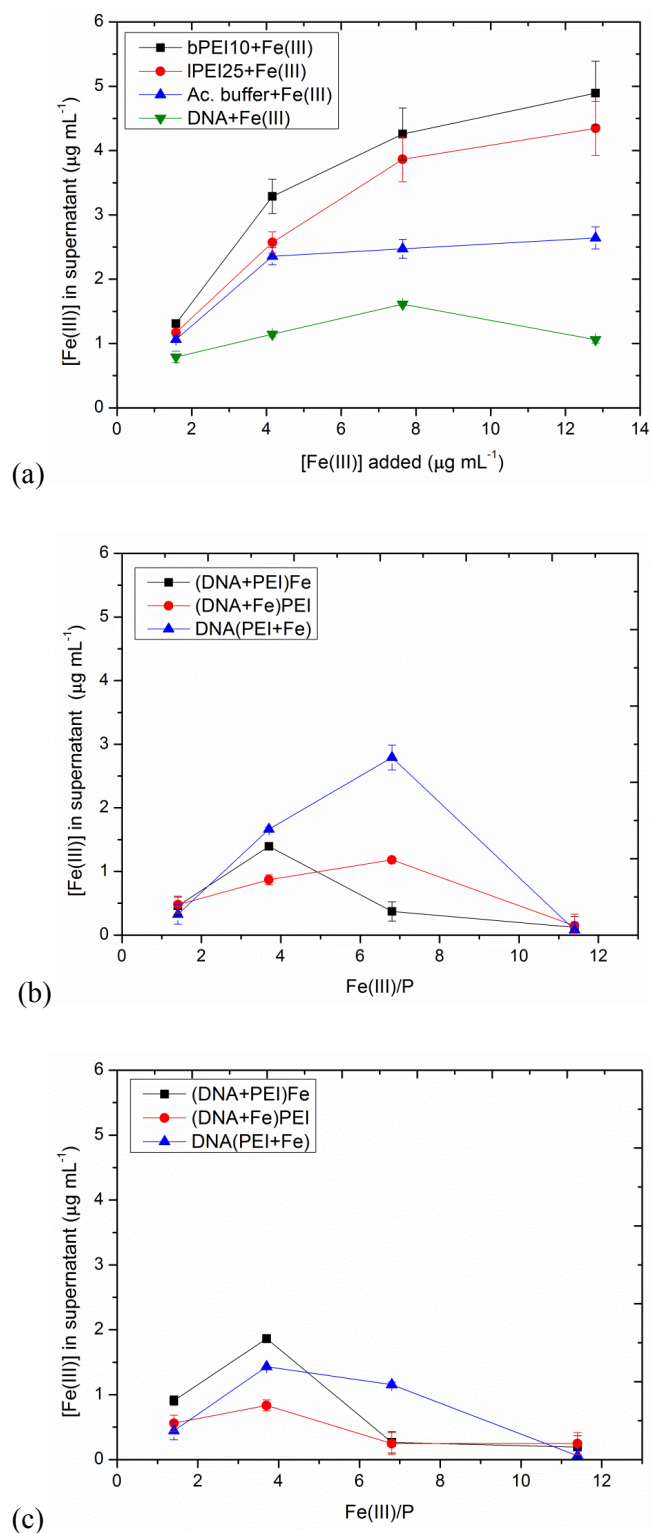 bPEI10+Fe(III)
lPEI25+Fe(III)
Ac. buffer+Fe(III)
DNA+Fe(III)
[Fe(III)] in supernatant (µg mL⁻¹)
6
5
4
3
2
1
0
0 2 4 6 8 10 12 14
[Fe(III)] added (µg mL⁻¹)
(a)
(DNA+PEI)Fe
(DNA+Fe)PEI
DNA(PEI+Fe)
[Fe(III)] in supernatant (µg mL⁻¹)
6
5
4
3
2
1
0
0 2 4 6 8 10 12
Fe(III)/P
(b)
(DNA+PEI)Fe
(DNA+Fe)PEI
DNA(PEI+Fe)
[Fe(III)] in supernatant (µg mL⁻¹)
6
5
4
3
2
1
0
0 2 4 6 8 10 12
Fe(III)/P
(c)